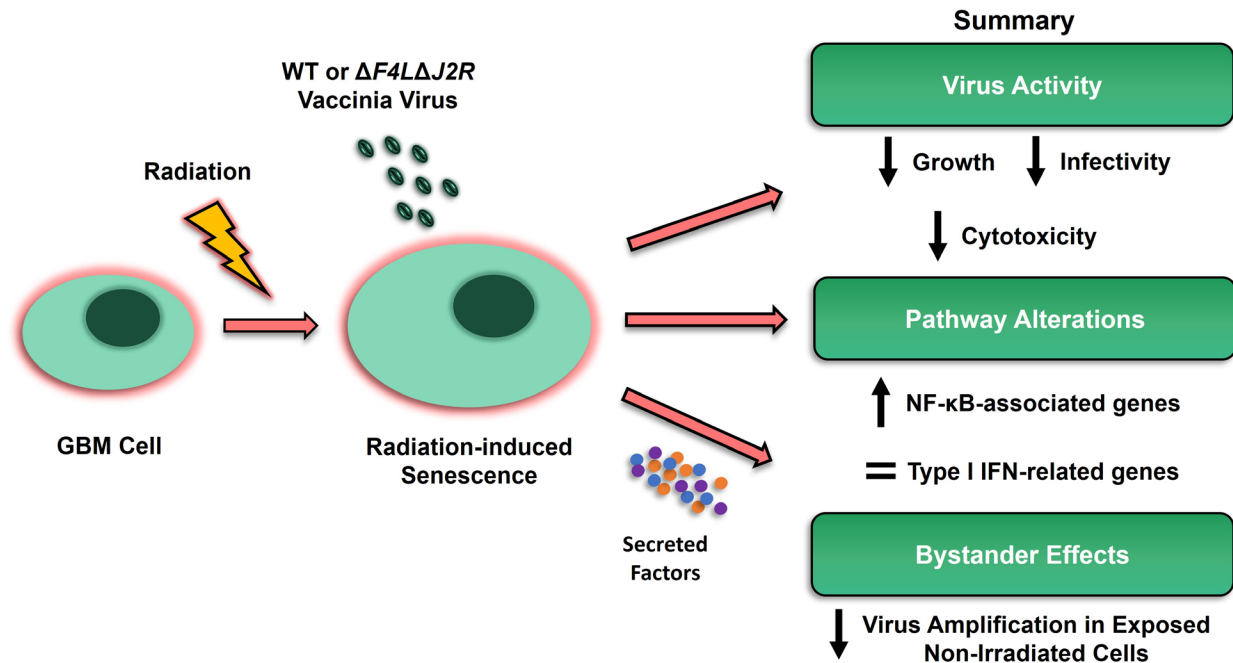 Summary
WT or ΔF4LΔJ2R
Vaccinia Virus
Virus Activity
Radiation
Growth
Infectivity
Cytotoxicity
Pathway Alterations
NF-κB-associated genes
GBM Cell
Radiation-induced
Senescence
Type I IFN-related genes
Secreted
Factors
Bystander Effects
Virus Amplification in Exposed
Non-Irradiated Cells